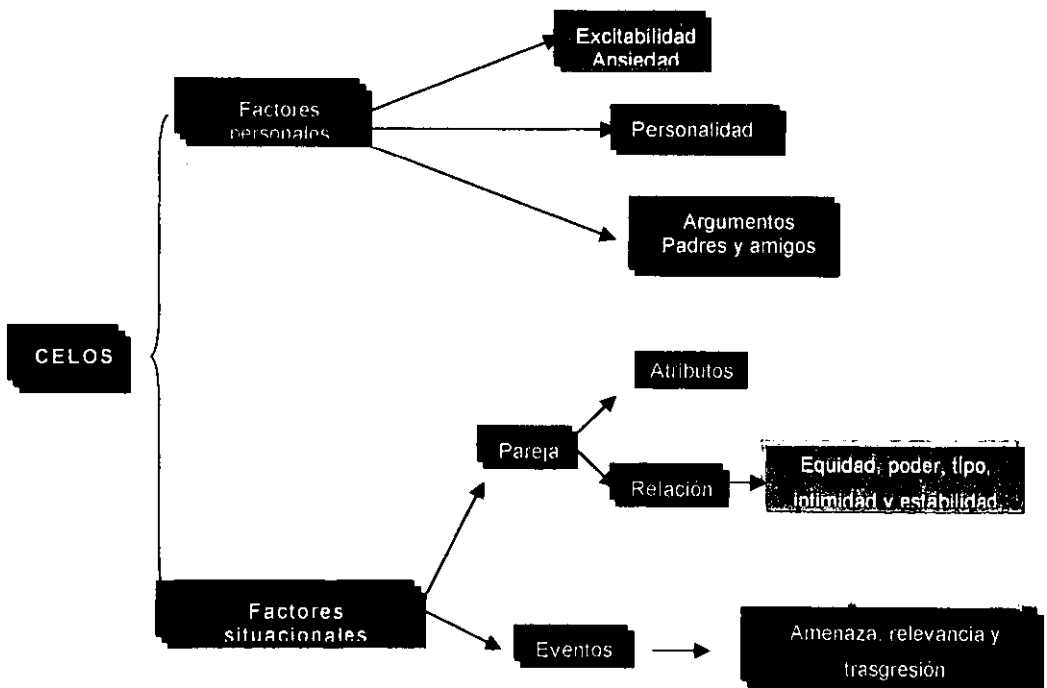 Excitabilidad
Ansiedad
Factores
personales
Personalidad
Argumentos
Padres y amigos
CELOS
Atributos
Pareja
Relación
Equidad, poder, tipo,
intimidad y estabilidad
Factores
situacionales
Eventos
Amenaza, relevancia y
trasgresión